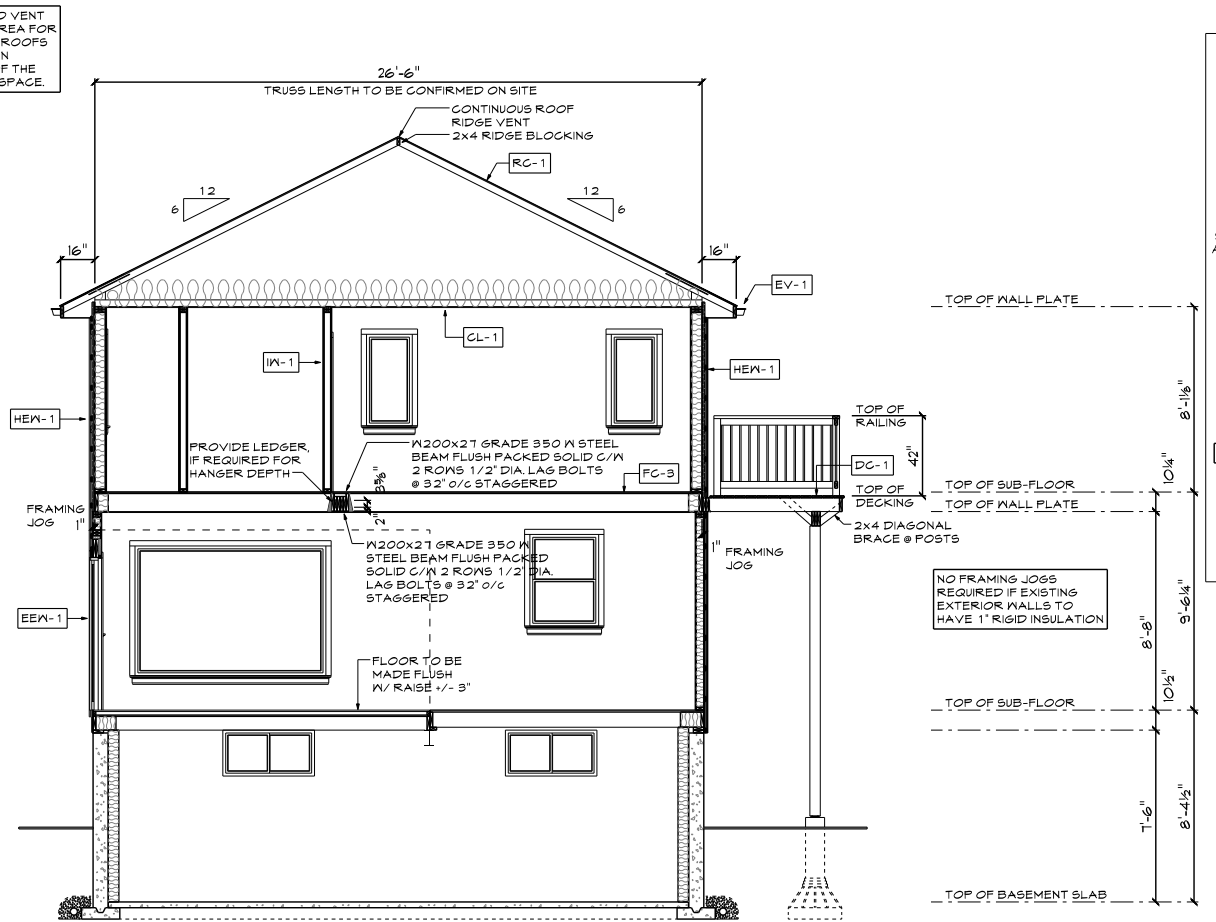 VENT
AREA FOR
ROOFS
THE
SPACE.
26'-6"
TRUSS LENGTH TO BE CONFIRMED ON SITE
CONTINUOUS ROOF
RIDGE VENT
2x4 RIDGE BLOCKING
RC-1
12
6
12
6
16"
16"
EV-1
TOP OF WALL PLATE
CL-1
IW-1
HEW-1
HEW-1
8'-1⅛"
TOP OF
RAILING
42"
PROVIDE LEDGER,
IF REQUIRED FOR
HANGER DEPTH
W200x27 GRADE 350 W STEEL
BEAM FLUSH PACKED SOLID C/W
2 ROWS 1/2" DIA. LAG BOLTS
@ 32" o/c STAGGERED
FC-3
DC-1
10¼"
TOP OF SUB-FLOOR
TOP OF
DECKING
TOP OF WALL PLATE
2"
FRAMING
JOG 1"
2x4 DIAGONAL
BRACE @ POSTS
W200x27 GRADE 350 W
STEEL BEAM FLUSH PACKED
SOLID C/W 2 ROWS 1/2" DIA.
LAG BOLTS @ 32" o/c
STAGGERED
1" FRAMING
JOG
NO FRAMING JOGS
REQUIRED IF EXISTING
EXTERIOR WALLS TO
HAVE 1" RIGID INSULATION
EEW-1
8'-8"
9'-6¼"
FLOOR TO BE
MADE FLUSH
W/ RAISE +/- 3"
10½"
TOP OF SUB-FLOOR
7'-6"
8'-4½"
TOP OF BASEMENT SLAB